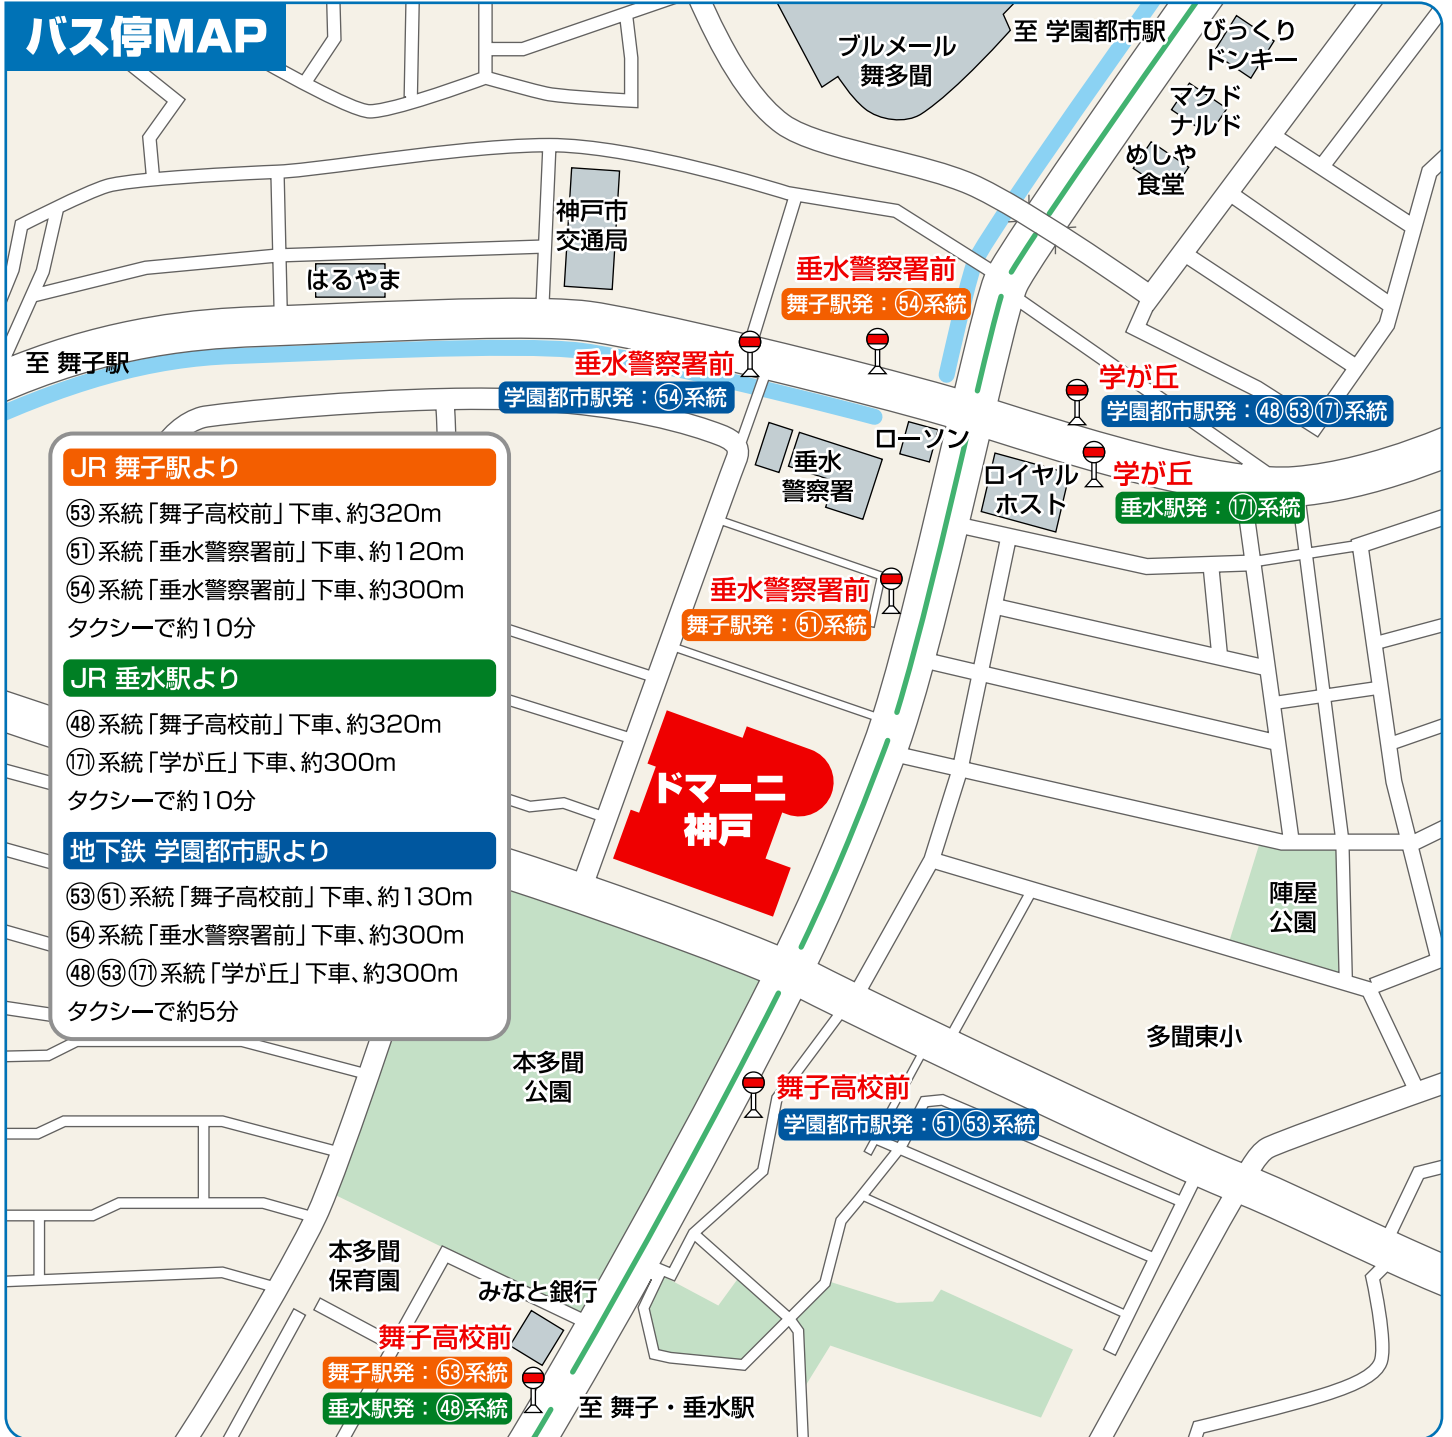 バス停MAP
ブルメール
舞多聞
至 学園都市駅
びっくり
ドンキー
マクド
ナルド
めしや
食堂
神戸市
交通局
はるやま
垂水警察署前
舞子駅発：㊴系統
至 舞子駅
垂水警察署前
学園都市駅発：54系統
学が丘
学園都市駅発：48 53 171系統
ローソン
垂水
警察署
ロイヤル
ホスト
学が丘
垂水駅発：171系統
垂水警察署前
舞子駅発：51系統
JR 舞子駅より
53系統「舞子高校前」下車、約320m
51系統「垂水警察署前」下車、約120m
54系統「垂水警察署前」下車、約300m
タクシーで約10分
JR 垂水駅より
48系統「舞子高校前」下車、約320m
171系統「学が丘」下車、約300m
タクシーで約10分
地下鉄 学園都市駅より
53 51系統「舞子高校前」下車、約130m
54系統「垂水警察署前」下車、約300m
48 53 171系統「学が丘」下車、約300m
タクシーで約5分
ドマーニ
神戸
陣屋
公園
本多聞
公園
多聞東小
舞子高校前
学園都市駅発：51 53系統
本多聞
保育園
みなと銀行
舞子高校前
舞子駅発：53系統
垂水駅発：48系統
至 舞子・垂水駅